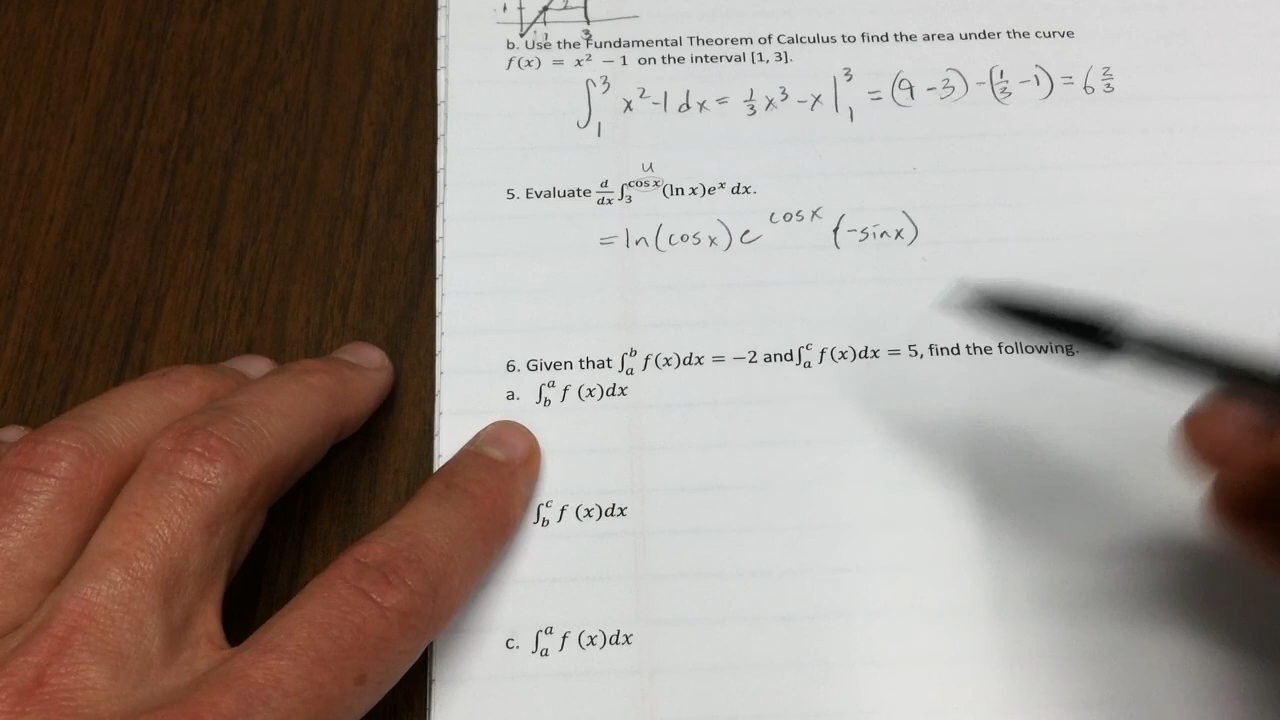 b. Use the Fundamental Theorem of Calculus to find the area under the curve
f(x) = x² − 1 on the interval [1, 3].
∫₁³ x²-1 dx = ⅓x³ - x |₁³ = (9 - 3) - (⅓ - 1) = 6⅔
u
5. Evaluate d/dx ∫₃^(cos x) (ln x)eˣ dx.
= ln(cos x) e^(cos x) (-sin x)
6. Given that ∫ₐᵇ f(x)dx = −2 and ∫ₐᶜ f(x)dx = 5, find the following.
a. ∫_b^a f (x)dx
∫_b^c f (x)dx
c. ∫_a^a f (x)dx